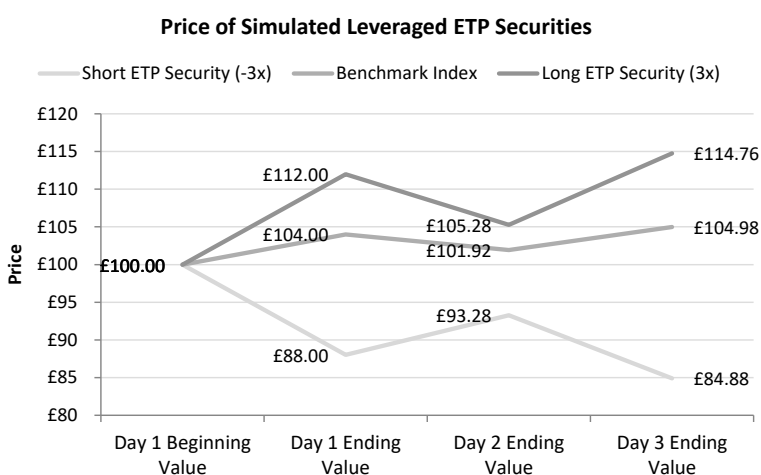 Price of Simulated Leveraged ETP Securities
Short ETP Security (-3x) Benchmark Index Long ETP Security (3x)
£120
£115
£110
£105
£100
£95
£90
£85
£80
Price
£100.00
£112.00
£104.00
£88.00
£105.28
£101.92
£93.28
£114.76
£104.98
£84.88
Day 1 Beginning
Value
Day 1 Ending
Value
Day 2 Ending
Value
Day 3 Ending
Value